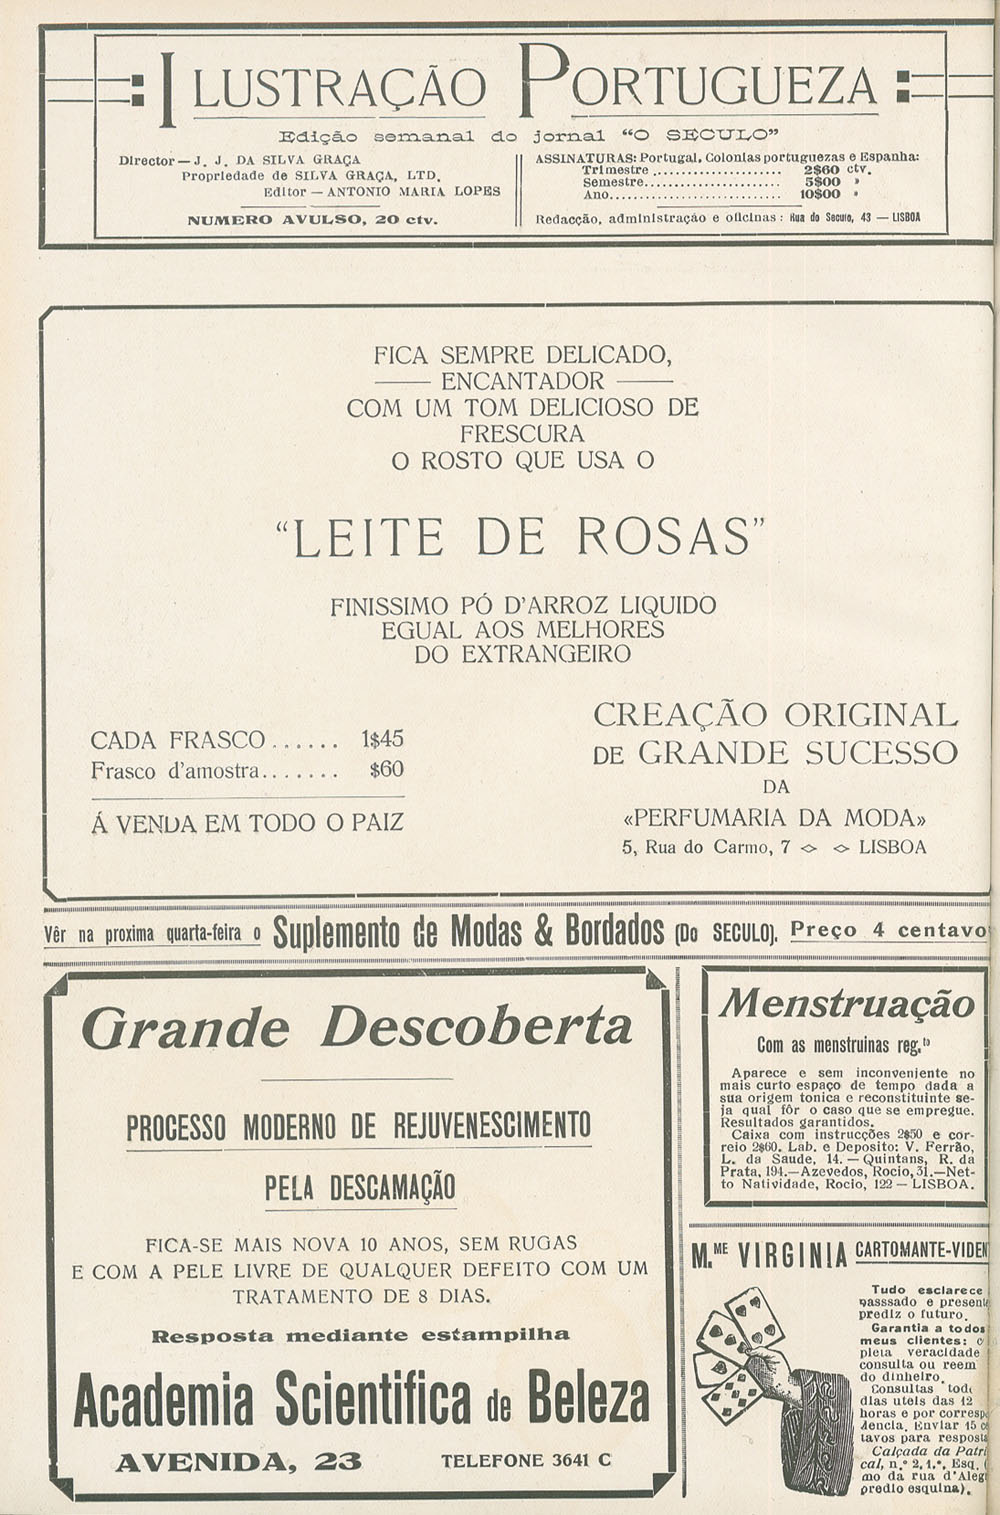 ILUSTRAÇÃO PORTUGUEZA
Edição semanal do jornal “O SECULO”
Director — J. J. DA SILVA GRAÇA
Propriedade de SILVA GRAÇA, LTD.
Editor — ANTONIO MARIA LOPES
NUMERO AVULSO, 20 ctv.
ASSINATURAS: Portugal, Colonias portuguezas e Espanha:
Trimestre ...................... 2$60 ctv.
Semestre....................... 5$00 »
Ano............................. 10$00 »
Redacção, administração e oficinas: Rua do Seculo, 43 — LISBOA
FICA SEMPRE DELICADO,
ENCANTADOR
COM UM TOM DELICIOSO DE
FRESCURA
O ROSTO QUE USA O
“LEITE DE ROSAS”
FINISSIMO PÓ D’ARROZ LIQUIDO
EGUAL AOS MELHORES
DO EXTRANGEIRO
CADA FRASCO ...... 1$45
Frasco d’amostra....... $60
Á VENDA EM TODO O PAIZ
CREAÇÃO ORIGINAL
DE GRANDE SUCESSO
DA
«PERFUMARIA DA MODA»
5, Rua do Carmo, 7 <> <> LISBOA
Vêr na proxima quarta-feira o Suplemento de Modas & Bordados (Do SECULO). Preço 4 centavo
Grande Descoberta
PROCESSO MODERNO DE REJUVENESCIMENTO
PELA DESCAMAÇÃO
FICA-SE MAIS NOVA 10 ANOS, SEM RUGAS
E COM A PELE LIVRE DE QUALQUER DEFEITO COM UM
TRATAMENTO DE 8 DIAS.
Resposta mediante estampilha
Academia Scientifica de Beleza
AVENIDA, 23 TELEFONE 3641 C
Menstruação
Com as menstruinas reg.to
Aparece e sem inconveniente no
mais curto espaço de tempo dada a
sua origem tonica e reconstituinte se-
ja qual fôr o caso que se empregue.
Resultados garantidos.
Caixa com instrucções 2$50 e cor-
reio 2$60. Lab. e Deposito: V. Ferrão,
L. da Saude, 14. — Quintans, R. da
Prata, 194.—Azevedos, Rocio, 31.—Net-
to Natividade, Rocio, 122 — LISBOA.
M.ME VIRGINIA CARTOMANTE-VIDEN
Tudo esclarece
passsado e present
prediz o futuro.
Garantia a todos
meus clientes: c
pleta veracidade
consulta ou reem
do dinheiro.
Consultas tod
dias uteis das 12
horas e por corresp
dencia. Enviar 15 c
tavos para respost
Calçada da Patri
cal, n.º 2, 1.º, Esq. (
mo da rua d’Aleg
predio esquina).